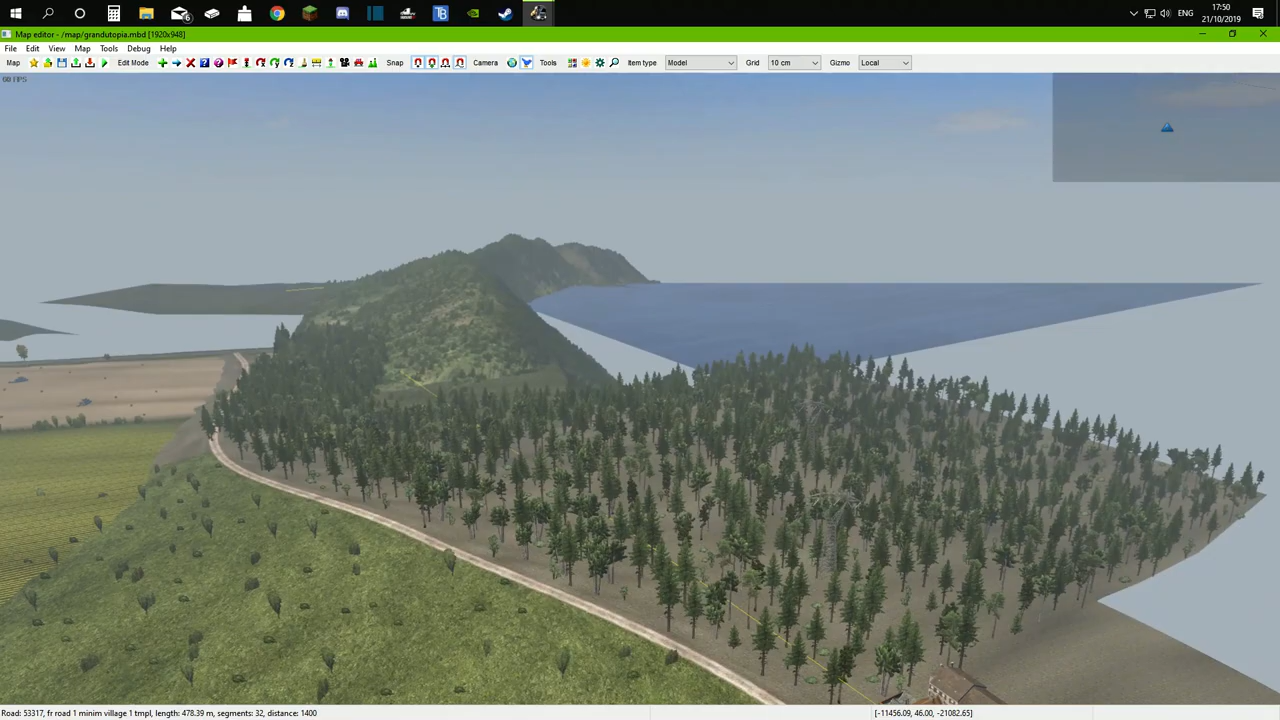 6
TB
ENG
17:50
21/10/2019
Map editor - /map/grandutopia.mbd [1920x948]
File Edit View Map Tools Debug Help
Map Edit Mode Snap Camera Tools Item type Model Grid 10 cm Gizmo Local
Road: 53317, fr road 1 minim village 1 tmpl, length: 478.39 m, segments: 32, distance: 1400
[-11456.09, 46.00, -21082.65]